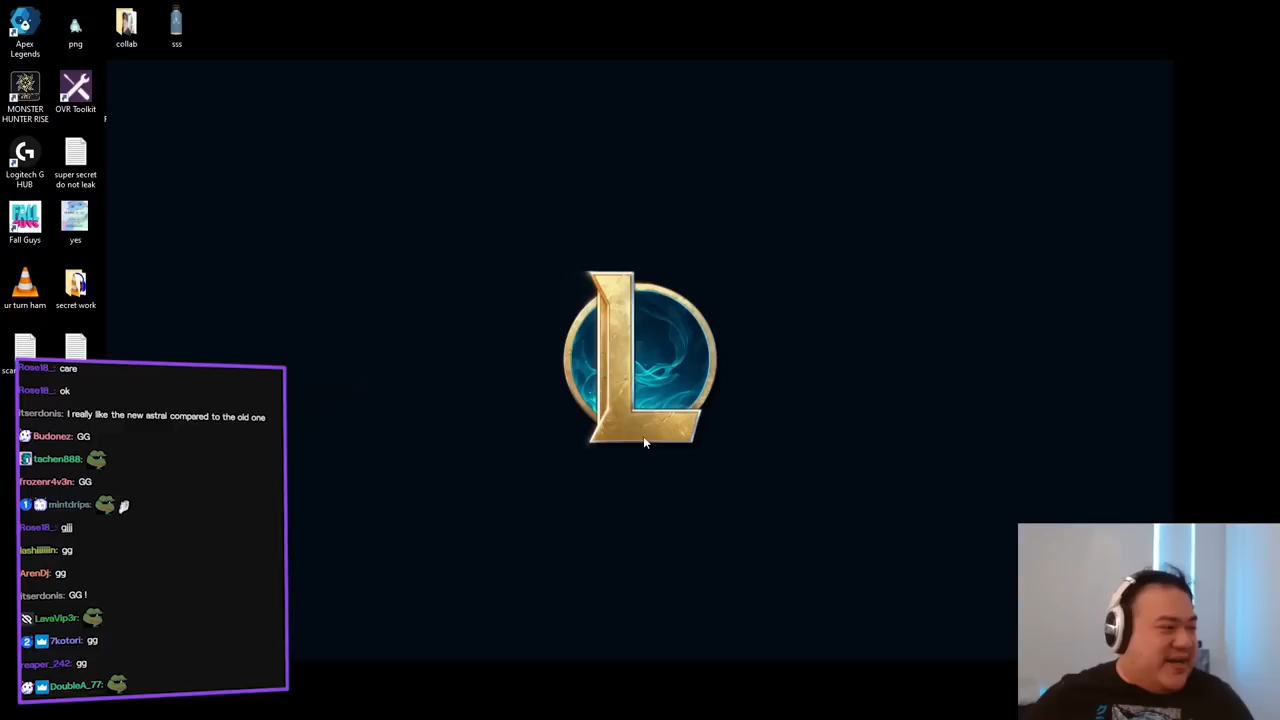 Apex
Legends
png
collab
sss
MONSTER
HUNTER RISE
OVR Toolkit
Logitech G
HUB
super secret
do not leak
Fall Guys
yes
ur turn ham
secret work
Rose18_: care
Rose18_: ok
itserdonis: I really like the new astral compared to the old one
Budonez: GG
tachen888:
frozenr4v3n: GG
mintdrips:
Rose18_: gjjj
GG
ArenDj: gg
itserdonis: GG !
LavaVip3r:
7kotori: gg
reaper_242: gg
DoubleA_77: